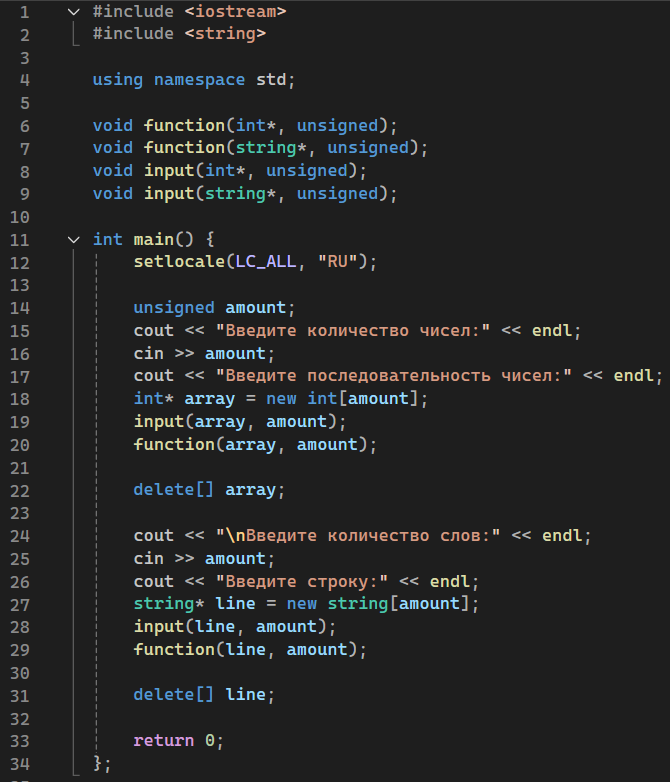 1 #include <iostream>
2 #include <string>
3
4 using namespace std;
5
6 void function(int*, unsigned);
7 void function(string*, unsigned);
8 void input(int*, unsigned);
9 void input(string*, unsigned);
10
11 int main() {
12 setlocale(LC_ALL, "RU");
13
14 unsigned amount;
15 cout << "Введите количество чисел:" << endl;
16 cin >> amount;
17 cout << "Введите последовательность чисел:" << endl;
18 int* array = new int[amount];
19 input(array, amount);
20 function(array, amount);
21
22 delete[] array;
23
24 cout << "\nВведите количество слов:" << endl;
25 cin >> amount;
26 cout << "Введите строку:" << endl;
27 string* line = new string[amount];
28 input(line, amount);
29 function(line, amount);
30
31 delete[] line;
32
33 return 0;
34 };